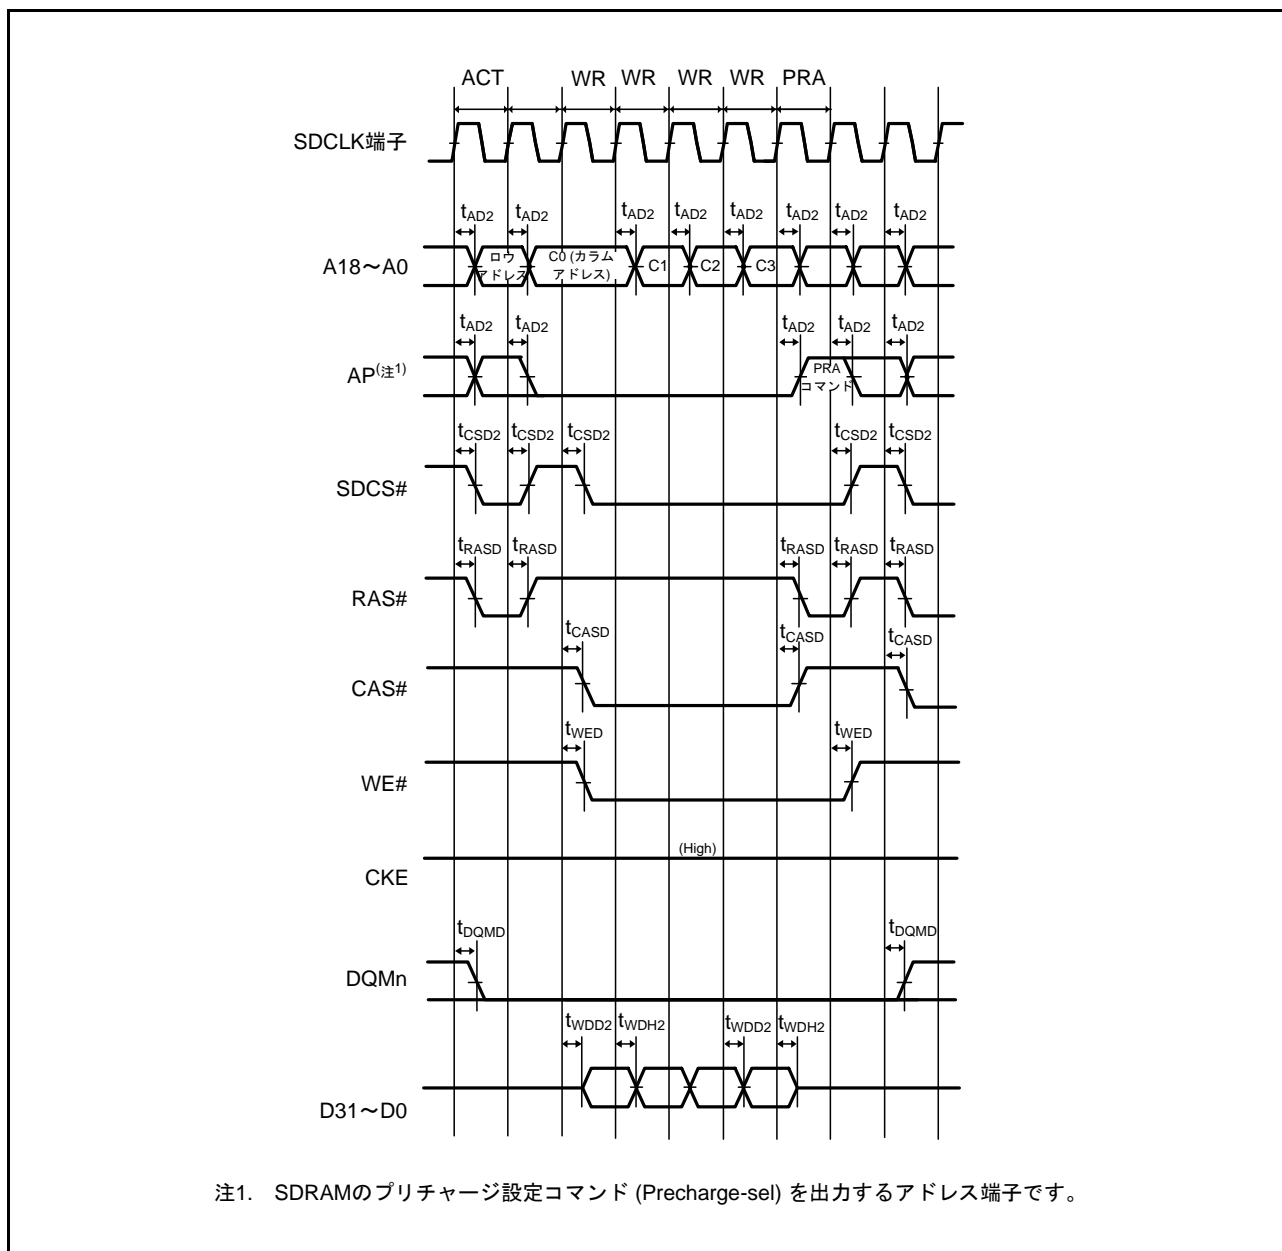 ACT WR WR WR WR PRA
SDCLK端子
tAD2 tAD2 tAD2 tAD2 tAD2 tAD2 tAD2 tAD2
A18～A0
ロウ
アドレス
C0 (カラム
アドレス)
C1 C2 C3
tAD2 tAD2 tAD2 tAD2 tAD2
AP(注1)
PRA
コマンド
tCSD2 tCSD2 tCSD2 tCSD2 tCSD2
SDCS#
tRASD tRASD tRASD tRASD tRASD
RAS#
tCASD tCASD tCASD
CAS#
tWED tWED
WE#
(High)
CKE
tDQMD tDQMD
DQMn
tWDD2 tWDH2 tWDD2 tWDH2
D31～D0
注1. SDRAMのプリチャージ設定コマンド (Precharge-sel) を出力するアドレス端子です。